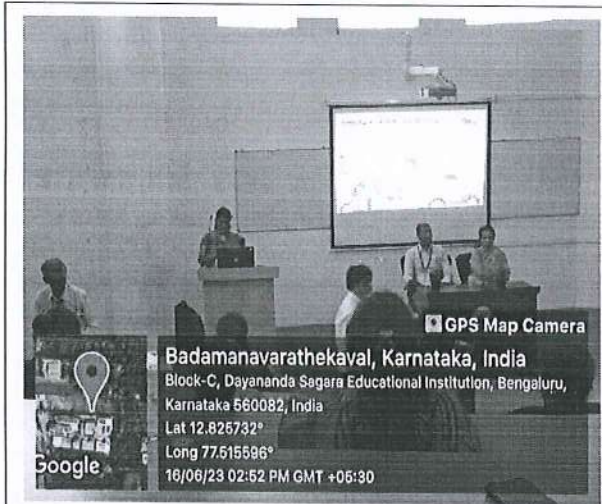 GPS Map Camera
Badamanavarathekaval, Karnataka, India
Block-C, Dayananda Sagara Educational Institution, Bengaluru,
Karnataka 560082, India
Lat 12.825732°
Long 77.515596°
16/06/23 02:52 PM GMT +05:30
Google